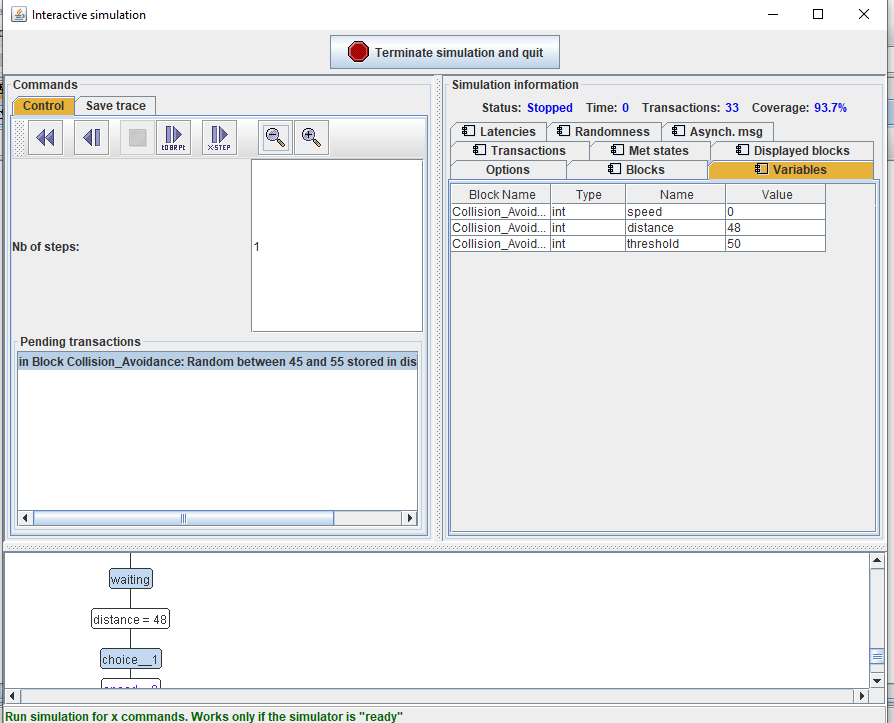 Interactive simulation
Terminate simulation and quit
Commands
Control Save trace
toBRPt X-STEP
Nb of steps: 1
Pending transactions
in Block Collision_Avoidance: Random between 45 and 55 stored in dis
Simulation information
Status: Stopped Time: 0 Transactions: 33 Coverage: 93.7%
Latencies Randomness Asynch. msg
Transactions Met states Displayed blocks
Options Blocks Variables
Block Name Type Name Value
Collision_Avoid... int speed 0
Collision_Avoid... int distance 48
Collision_Avoid... int threshold 50
waiting
distance = 48
choice__1
Run simulation for x commands. Works only if the simulator is "ready"